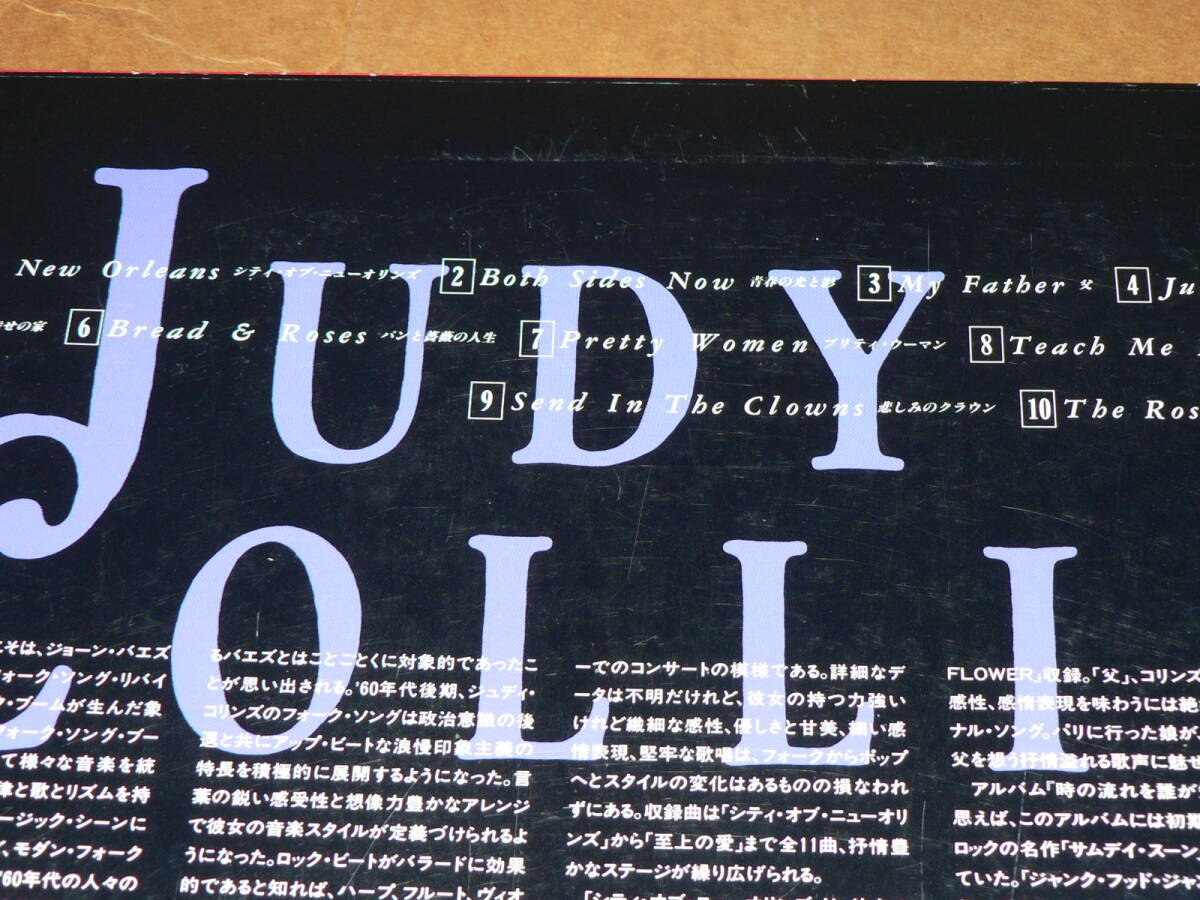 JUDY
New Orleans シティ・オブ・ニューオリンズ 2 Both Sides Now 青春の光と影 3 My Father 父 4 Ju
せの家 6 Bread & Roses パンと薔薇の人生 7 Pretty Women プリティ・ウーマン 8 Teach Me
9 Send In The Clowns 悲しみのクラウン 10 The Ros
COLLI
こそは、ジョーン・バエズ
フォーク・ソング・リバイ
ク・ブームが生んだ象
フォーク・ソング・ブー
て様々な音楽を統
律と歌とリズムを持
ージック・シーンに
、モダン・フォーク
'60年代の人々の
るバエズとはことごとくに対象的であったこ
とが思い出される。'60年代後期、ジュディ・
コリンズのフォーク・ソングは政治意識の後
退と共にアップ・ビートな浪慢印象主義の
特長を積極的に展開するようになった。言
葉の鋭い感受性と想像力豊かなアレンジ
で彼女の音楽スタイルが定義づけられるよ
うになった。ロック・ビートがバラードに効果
的であると知れば、ハープ、フルート、ヴィオ
ーでのコンサートの模様である。詳細なデ
ータは不明だけれど、彼女の持つ力強い
けれど繊細な感性、優しさと甘美、細い感
情表現、堅牢な歌唱は、フォークからポップ
へとスタイルの変化はあるものの損なわれ
ずにある。収録曲は「シティ・オブ・ニューオリ
ンズ」から「至上の愛」まで全11曲、抒情豊
かなステージが繰り広げられる。
「シティ・オブ・ニューオリンズ」
FLOWER」収録。「父」、コリンズ
感性、感情表現を味わうには絶
ナル・ソング。パリに行った娘が、
父を想う抒情溢れる歌声に魅せ
アルバム『時の流れを誰が
思えば、このアルバムには初期
ロックの名作「サムデイ・スーン
ていた。「ジャンク・フッド・ジャン